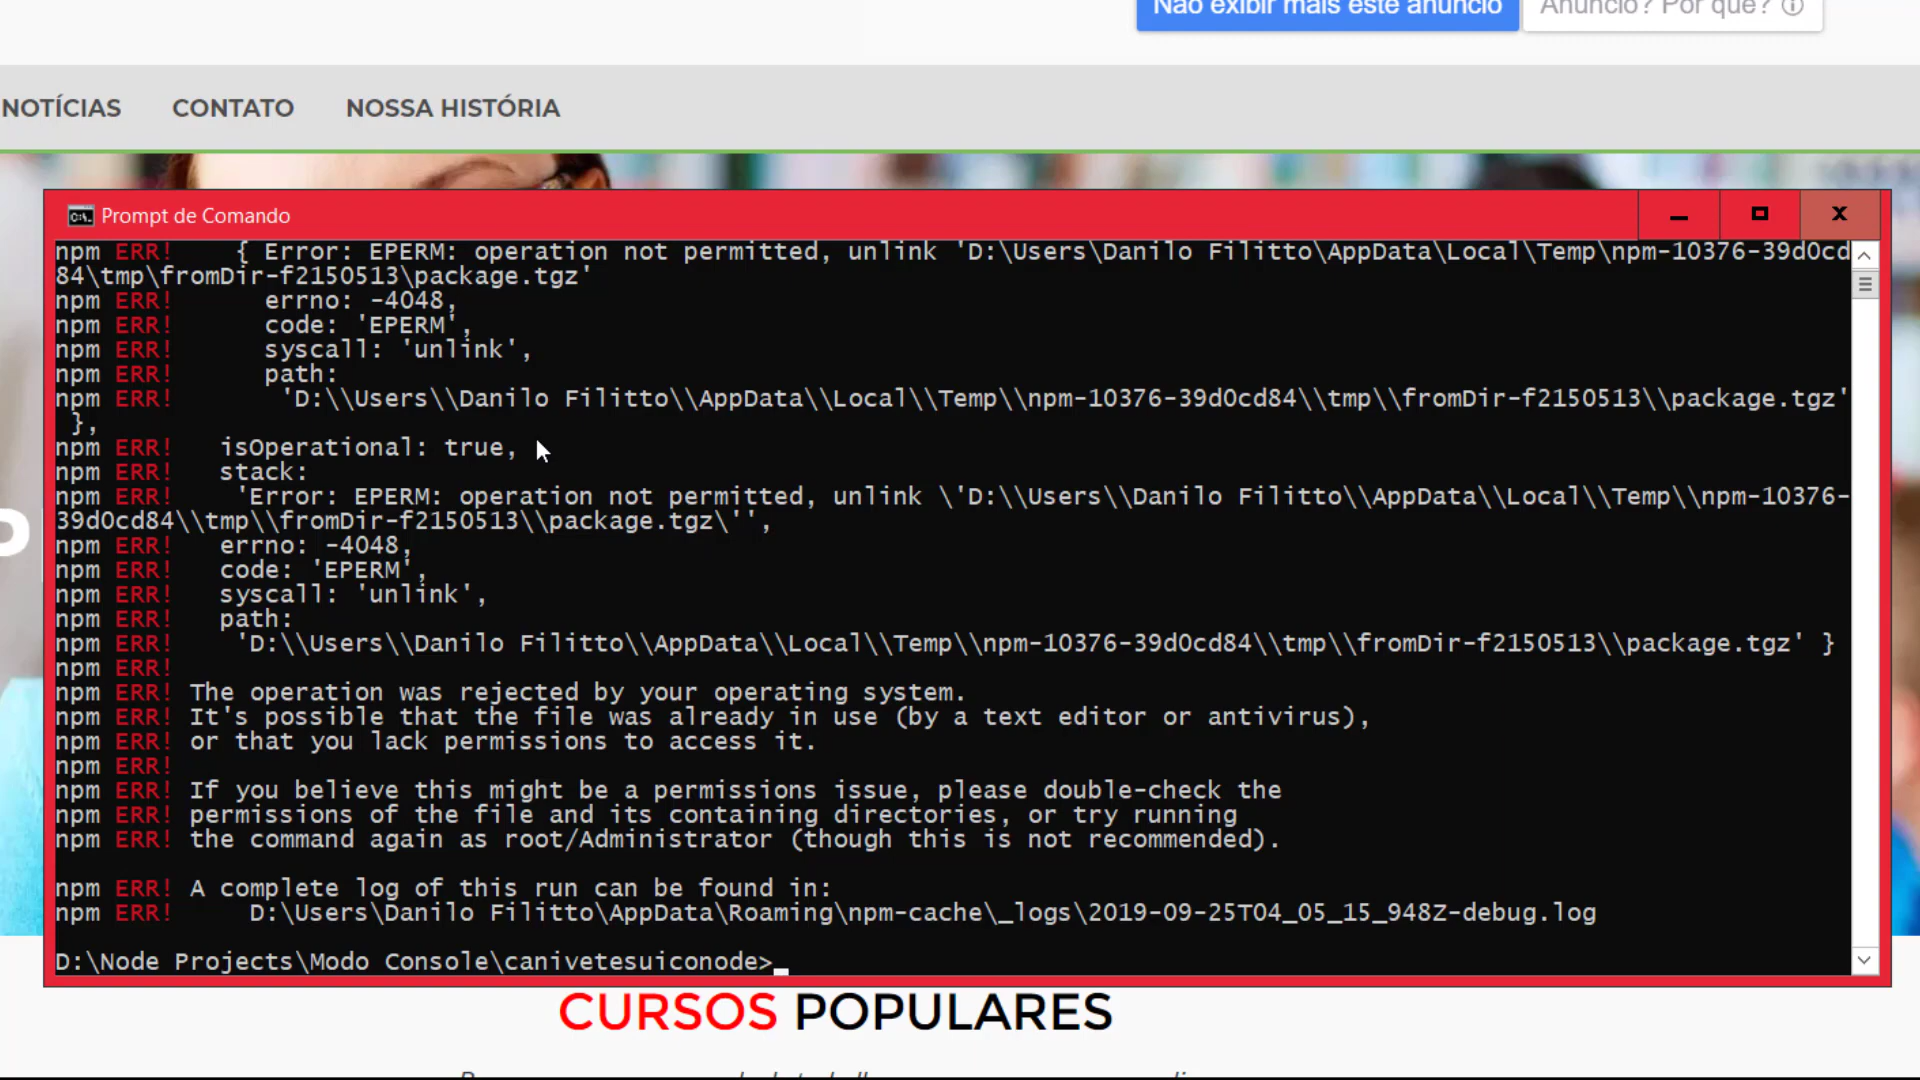 Não exibir mais este anúncio
Anúncio? Por quê?
NOTÍCIAS CONTATO NOSSA HISTÓRIA
Prompt de Comando
npm ERR! { Error: EPERM: operation not permitted, unlink 'D:\Users\Danilo Filitto\AppData\Local\Temp\npm-10376-39d0cd
84\tmp\fromDir-f2150513\package.tgz'
npm ERR! errno: -4048,
npm ERR! code: 'EPERM',
npm ERR! syscall: 'unlink',
npm ERR! path:
npm ERR! 'D:\\Users\\Danilo Filitto\\AppData\\Local\\Temp\\npm-10376-39d0cd84\\tmp\\fromDir-f2150513\\package.tgz'
},
npm ERR! isOperational: true,
npm ERR! stack:
npm ERR! 'Error: EPERM: operation not permitted, unlink \'D:\\Users\\Danilo Filitto\\AppData\\Local\\Temp\\npm-10376-
39d0cd84\\tmp\\fromDir-f2150513\\package.tgz\'',
npm ERR! errno: -4048,
npm ERR! code: 'EPERM',
npm ERR! syscall: 'unlink',
npm ERR! path:
npm ERR! 'D:\\Users\\Danilo Filitto\\AppData\\Local\\Temp\\npm-10376-39d0cd84\\tmp\\fromDir-f2150513\\package.tgz' }
npm ERR!
npm ERR! The operation was rejected by your operating system.
npm ERR! It's possible that the file was already in use (by a text editor or antivirus),
npm ERR! or that you lack permissions to access it.
npm ERR!
npm ERR! If you believe this might be a permissions issue, please double-check the
npm ERR! permissions of the file and its containing directories, or try running
npm ERR! the command again as root/Administrator (though this is not recommended).
npm ERR! A complete log of this run can be found in:
npm ERR! D:\Users\Danilo Filitto\AppData\Roaming\npm-cache\_logs\2019-09-25T04_05_15_948Z-debug.log
D:\Node Projects\Modo Console\canivetesuiconode>
CURSOS POPULARES